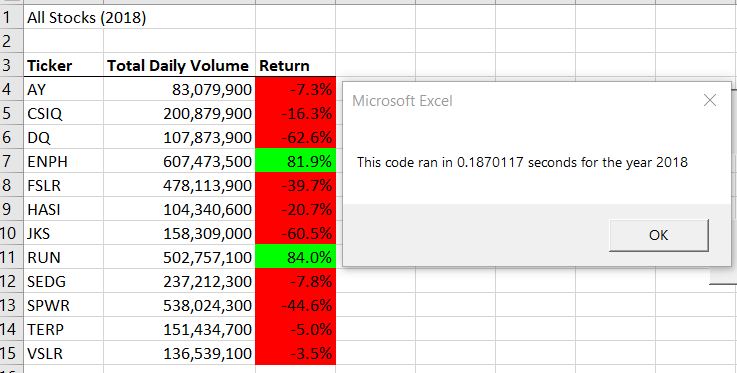 1 All Stocks (2018)
2
3 Ticker Total Daily Volume Return
4 AY 83,079,900 -7.3%
5 CSIQ 200,879,900 -16.3%
6 DQ 107,873,900 -62.6%
7 ENPH 607,473,500 81.9%
8 FSLR 478,113,900 -39.7%
9 HASI 104,340,600 -20.7%
10 JKS 158,309,000 -60.5%
11 RUN 502,757,100 84.0%
12 SEDG 237,212,300 -7.8%
13 SPWR 538,024,300 -44.6%
14 TERP 151,434,700 -5.0%
15 VSLR 136,539,100 -3.5%
Microsoft Excel
This code ran in 0.1870117 seconds for the year 2018
OK